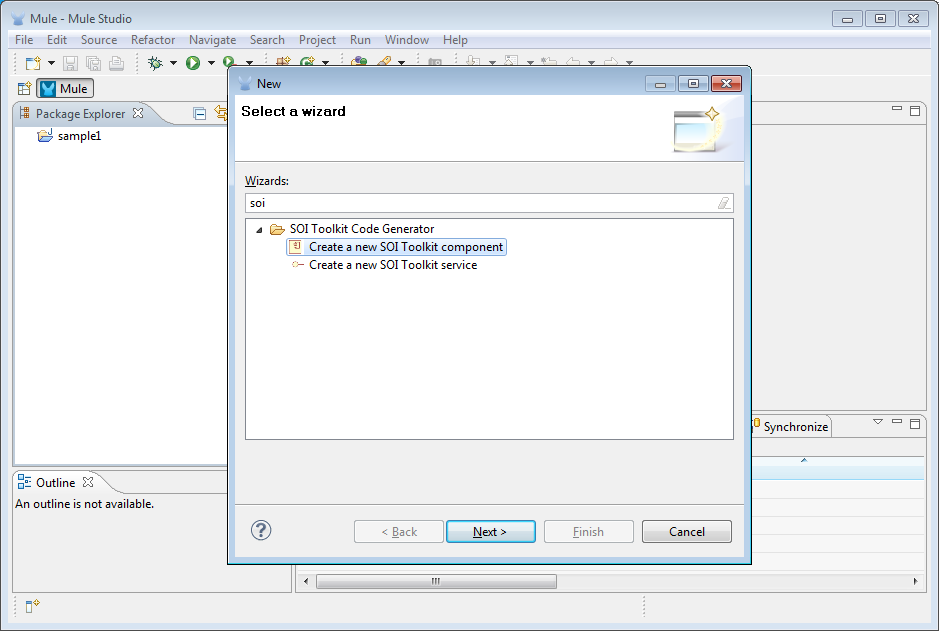 Mule - Mule Studio
File Edit Source Refactor Navigate Search Project Run Window Help
Mule
Package Explorer
sample1
New
Select a wizard
Wizards:
soi
SOI Toolkit Code Generator
Create a new SOI Toolkit component
Create a new SOI Toolkit service
Synchronize
Outline
An outline is not available.
?
< Back Next > Finish Cancel